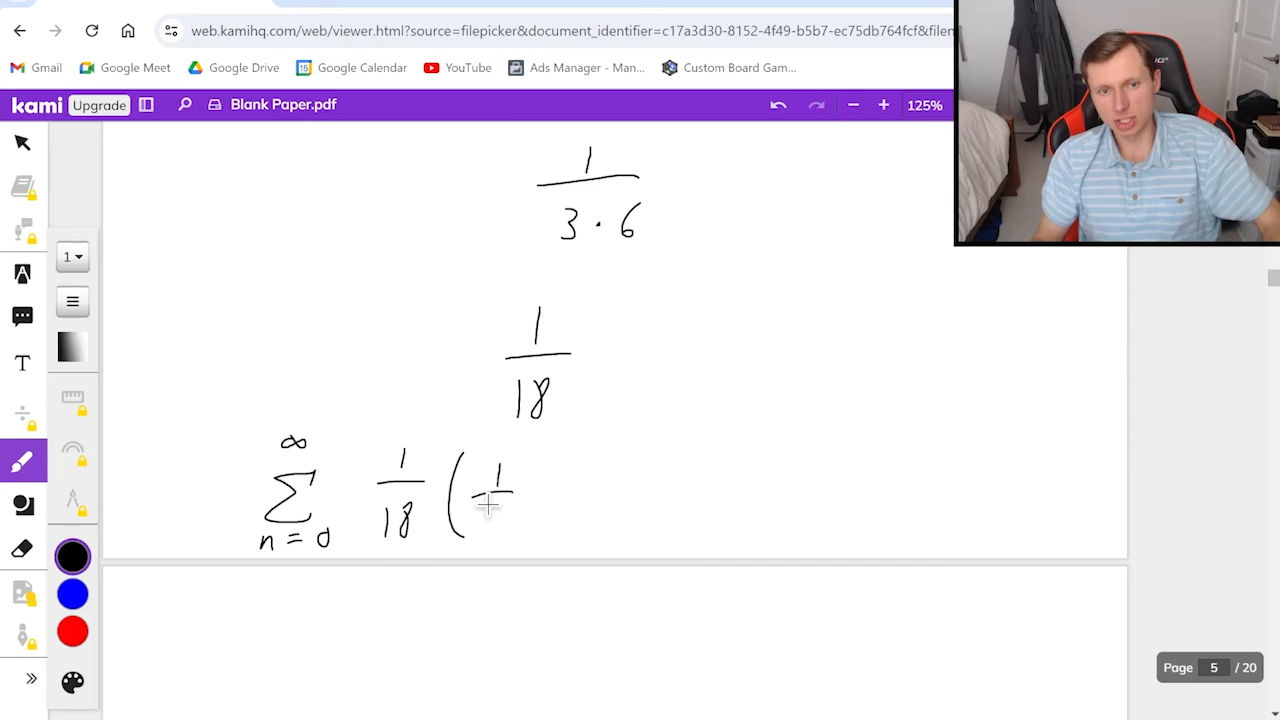 web.kamihq.com/web/viewer.html?source=filepicker&document_identifier=c17a3d30-8152-4f49-b5b7-ec75db764fcf&filen
Gmail Google Meet Google Drive 31 Google Calendar YouTube Ads Manager - Man... Custom Board Gam...
kami Upgrade Blank Paper.pdf 125%
1
3 · 6
1
18
∞
Σ 1/18 ( 1
n = 0
1
A
T
Page 5 / 20